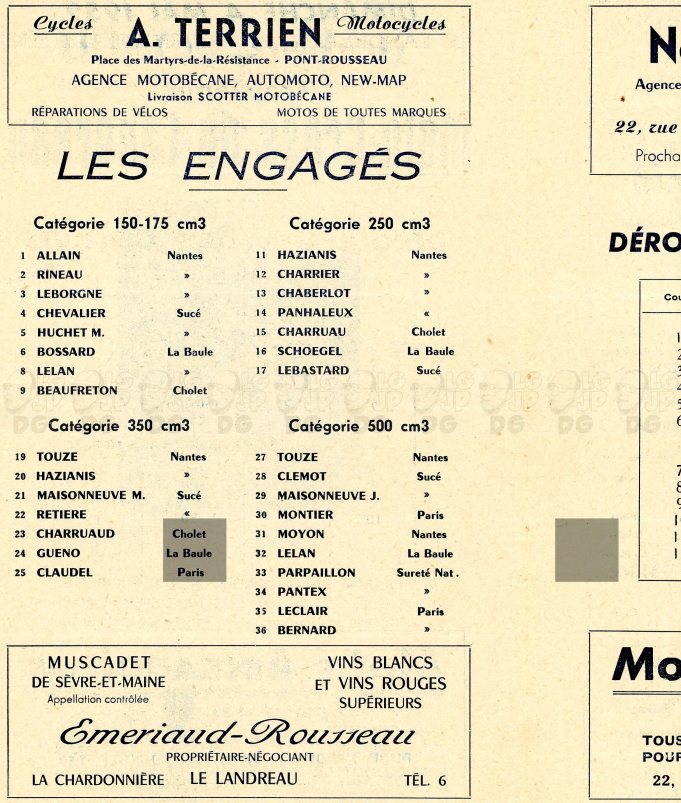 Cycles A. TERRIEN Motocycles
Place des Martyrs-de-la-Résistance - PONT-ROUSSEAU
AGENCE MOTOBÉCANE, AUTOMOTO, NEW-MAP
Livraison SCOTTER MOTOBÉCANE
RÉPARATIONS DE VÉLOS MOTOS DE TOUTES MARQUES
LES ENGAGÉS
Catégorie 150-175 cm3
1 ALLAIN Nantes
2 RINEAU »
3 LEBORGNE »
4 CHEVALIER Sucé
5 HUCHET M. »
6 BOSSARD La Baule
8 LELAN »
9 BEAUFRETON Cholet
Catégorie 250 cm3
11 HAZIANIS Nantes
12 CHARRIER »
13 CHABERLOT »
14 PANHALEUX «
15 CHARRUAU Cholet
16 SCHOEGEL La Baule
17 LEBASTARD Sucé
Catégorie 350 cm3
19 TOUZE Nantes
20 HAZIANIS »
21 MAISONNEUVE M. Sucé
22 RETIERE «
23 CHARRUAUD Cholet
24 GUENO La Baule
25 CLAUDEL Paris
Catégorie 500 cm3
27 TOUZE Nantes
28 CLEMOT Sucé
29 MAISONNEUVE J. »
30 MONTIER Paris
31 MOYON Nantes
32 LELAN La Baule
33 PARPAILLON Sureté Nat.
34 PANTEX »
35 LECLAIR Paris
36 BERNARD »
MUSCADET
DE SÈVRE-ET-MAINE
Appellation contrôlée
VINS BLANCS
ET VINS ROUGES
SUPÉRIEURS
Emeriaud-Rousseau
PROPRIÉTAIRE-NÉGOCIANT
LA CHARDONNIÈRE LE LANDREAU TÉL. 6
Agence
22, rue
Procha
DÉRO
Cou
Mo
TOUS
POUR
22,